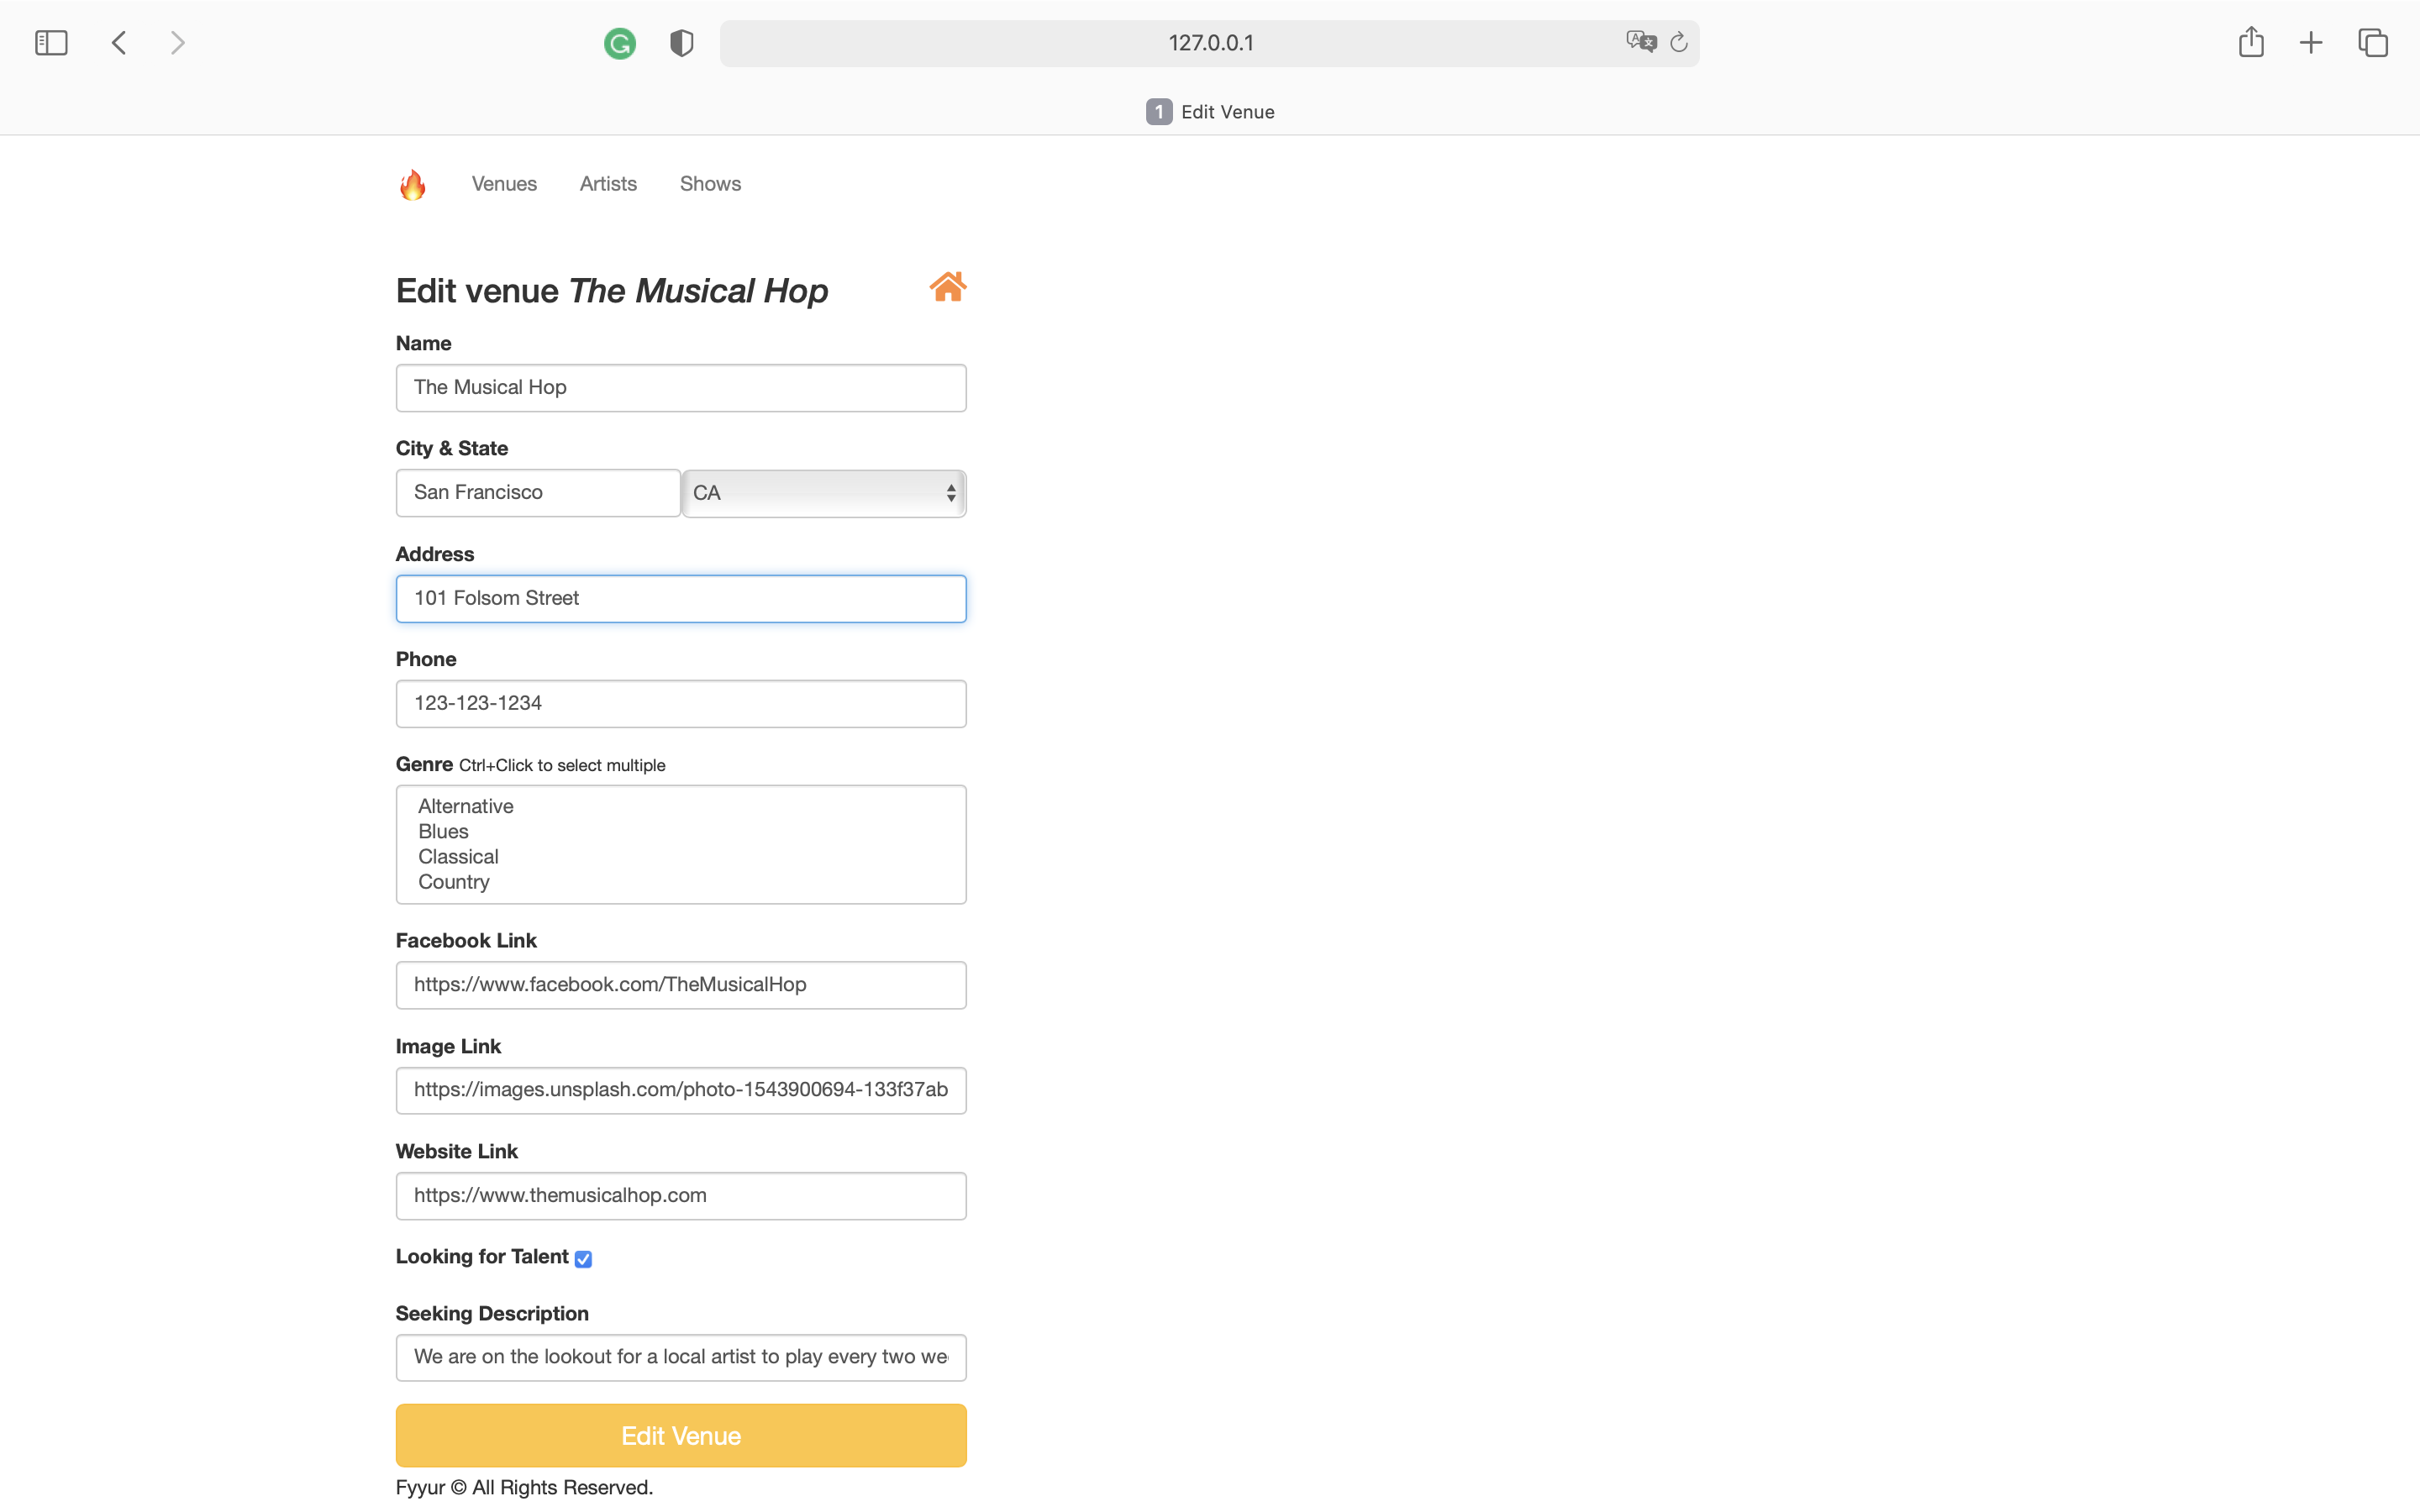 127.0.0.1
1 Edit Venue
Venues Artists Shows
Edit venue The Musical Hop
Name
The Musical Hop
City & State
San Francisco CA
Address
101 Folsom Street
Phone
123-123-1234
Genre Ctrl+Click to select multiple
Alternative
Blues
Classical
Country
Facebook Link
https://www.facebook.com/TheMusicalHop
Image Link
https://images.unsplash.com/photo-1543900694-133f37ab
Website Link
https://www.themusicalhop.com
Looking for Talent
Seeking Description
We are on the lookout for a local artist to play every two we
Edit Venue
Fyyur © All Rights Reserved.